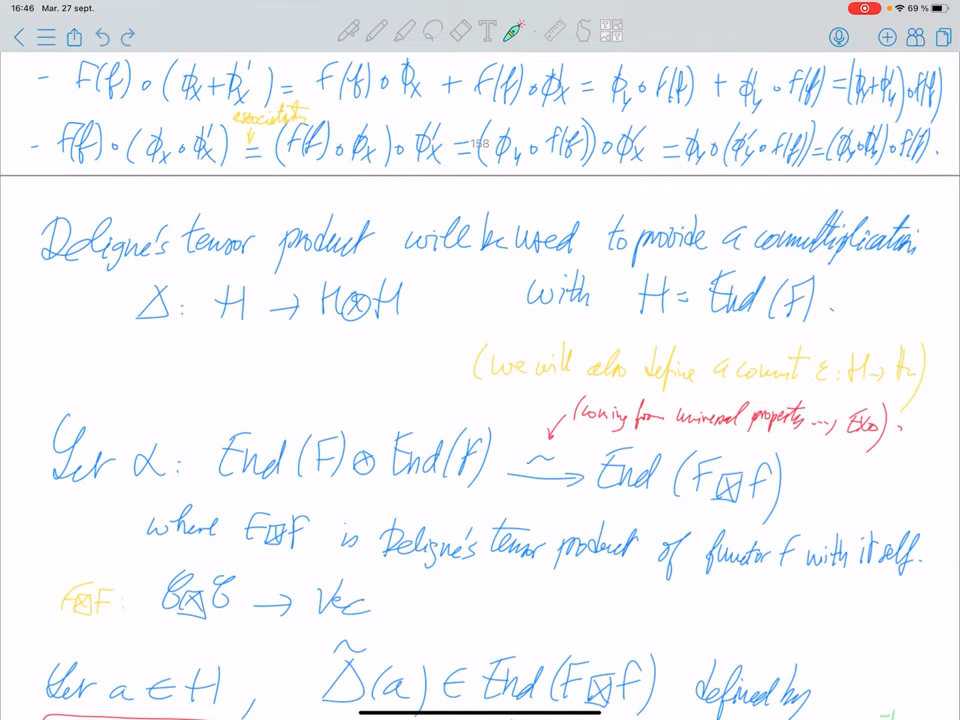 16:46 Mar. 27 sept. 69 %
- F(f) ∘ (ϕ_X + ϕ'_X) = F(f) ∘ ϕ_X + F(f) ∘ ϕ'_X = ϕ_Y ∘ F(f) + ϕ'_Y ∘ F(f) = (ϕ_Y + ϕ'_Y) ∘ F(f)
associativity
- F(f) ∘ (ϕ_X ∘ ϕ'_X) = (F(f) ∘ ϕ_X) ∘ ϕ'_X = (ϕ_Y ∘ F(f)) ∘ ϕ'_X = ϕ_Y ∘ (ϕ'_Y ∘ F(f)) = (ϕ_Y ∘ ϕ'_Y) ∘ F(f).
158
Deligne's tensor product will be used to provide a comultiplication
Δ: H → H⊗H with H = End(F).
(we will also define a counit ε: H → k)
(coming from universal property ..., Exo).
Let α: End(F) ⊗ End(F) ⥲ End(F⊠F)
where F⊠F is Deligne's tensor product of functor F with itself.
F⊠F: C⊠C → Vec
Let a ∈ H, Δ̃(a) ∈ End(F⊠F) defined by
-1